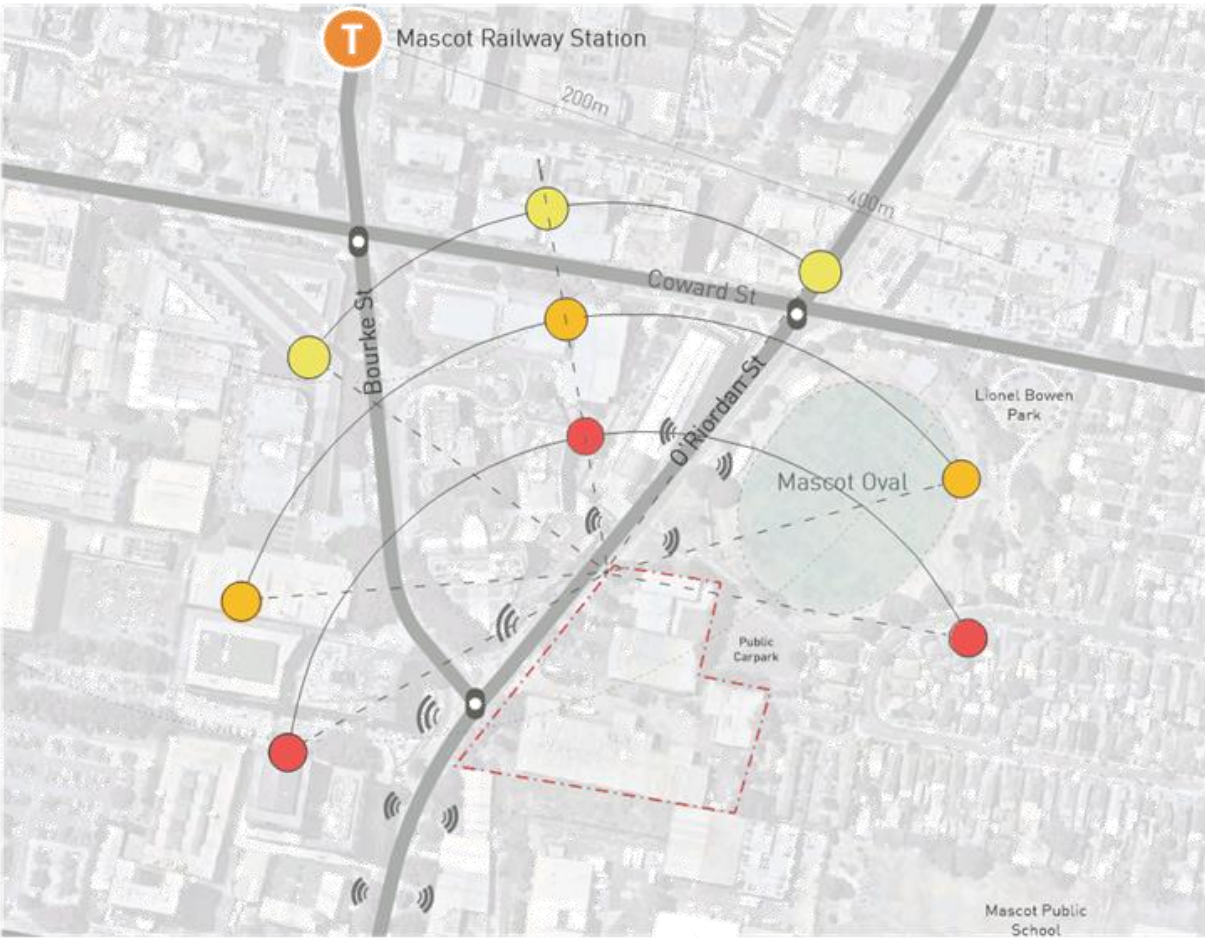 T
Mascot Railway Station
200m
400m
Coward St
Bourke St
O'Riordan St
Lionel Bowen
Park
Mascot Oval
Public
Carpark
Mascot Public
School